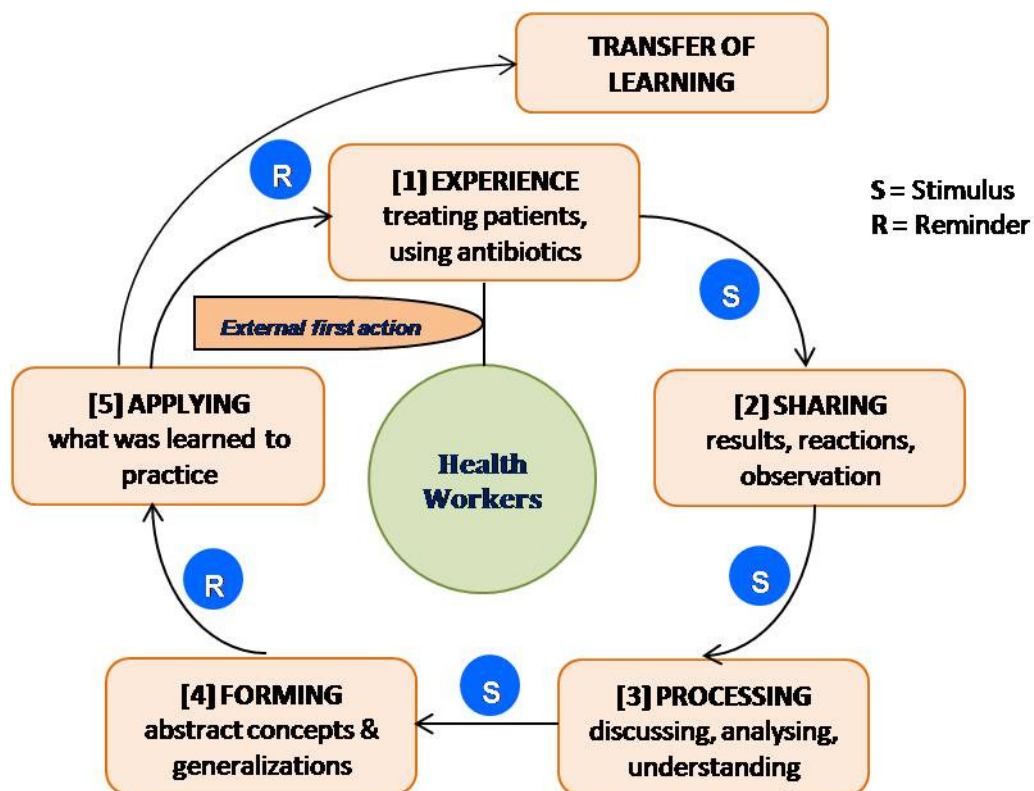 TRANSFER OF
LEARNING
R
[1] EXPERIENCE
treating patients,
using antibiotics
S = Stimulus
R = Reminder
S
External first action
[2] SHARING
results, reactions,
observation
[5] APPLYING
what was learned to
practice
Health
Workers
S
R
[3] PROCESSING
discussing, analysing,
understanding
S
[4] FORMING
abstract concepts &
generalizations